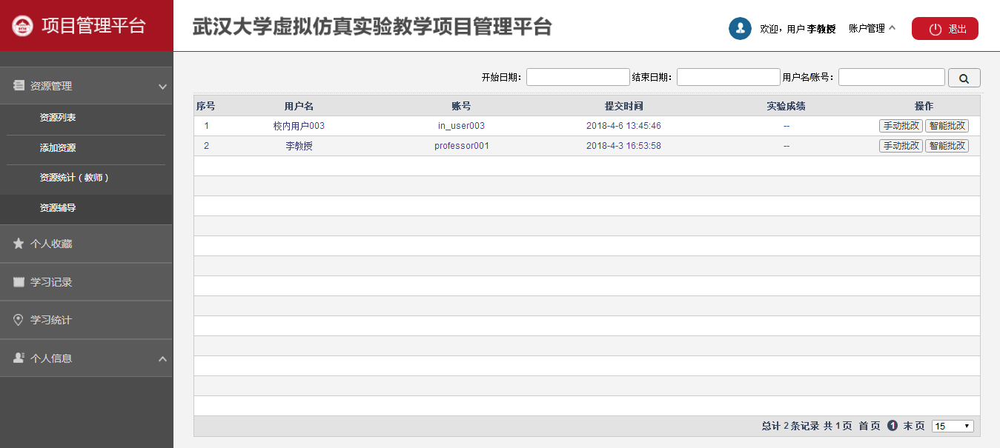 项目管理平台
武汉大学虚拟仿真实验教学项目管理平台
欢迎，用户 李教授 账户管理 退出
资源管理
资源列表
添加资源
资源统计（教师）
资源辅导
个人收藏
学习记录
学习统计
个人信息
开始日期： 结束日期： 用户名/账号：
序号 用户名 账号 提交时间 实验成绩 操作
1 校内用户003 in_user003 2018-4-6 13:45:46 -- 手动批改 智能批改
2 李教授 professor001 2018-4-3 16:53:58 -- 手动批改 智能批改
总计 2 条记录 共 1 页 首 页 1 末 页 15